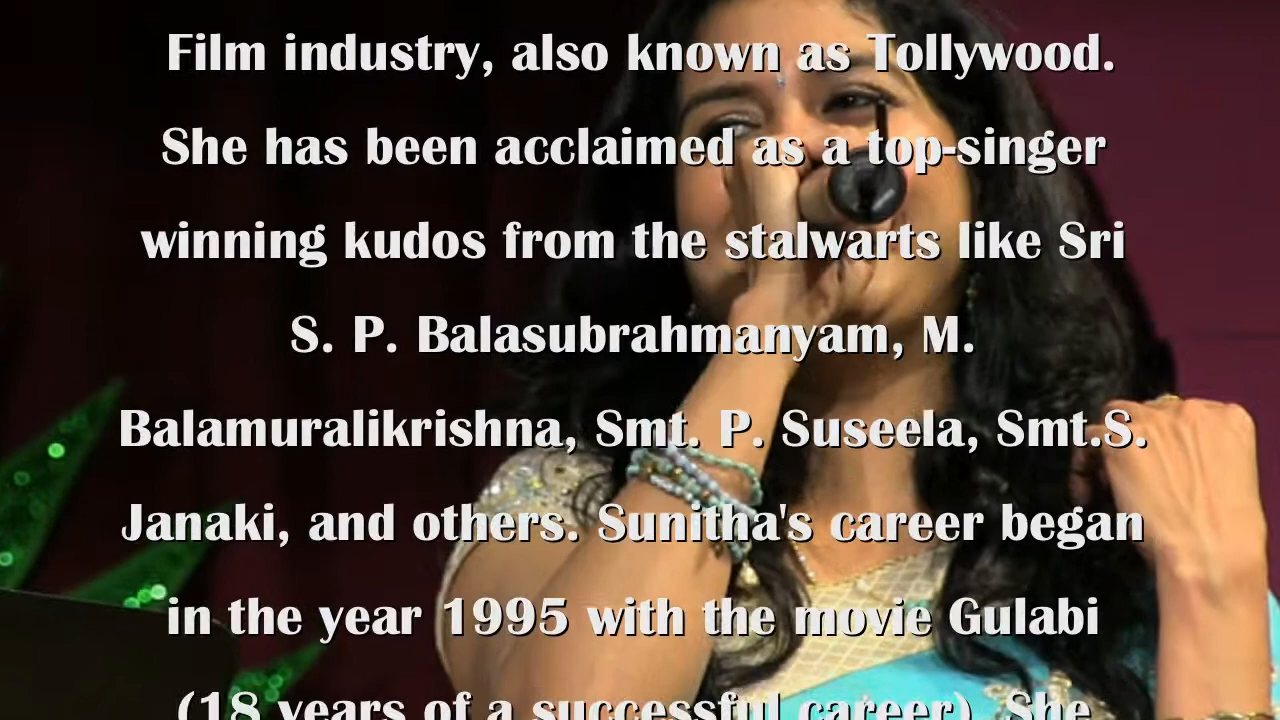 Film industry, also known as Tollywood.
She has been acclaimed as a top-singer
winning kudos from the stalwarts like Sri
S. P. Balasubrahmanyam, M.
Balamuralikrishna, Smt. P. Suseela, Smt.S.
Janaki, and others. Sunitha's career began
in the year 1995 with the movie Gulabi
(18 years of a successful career). She